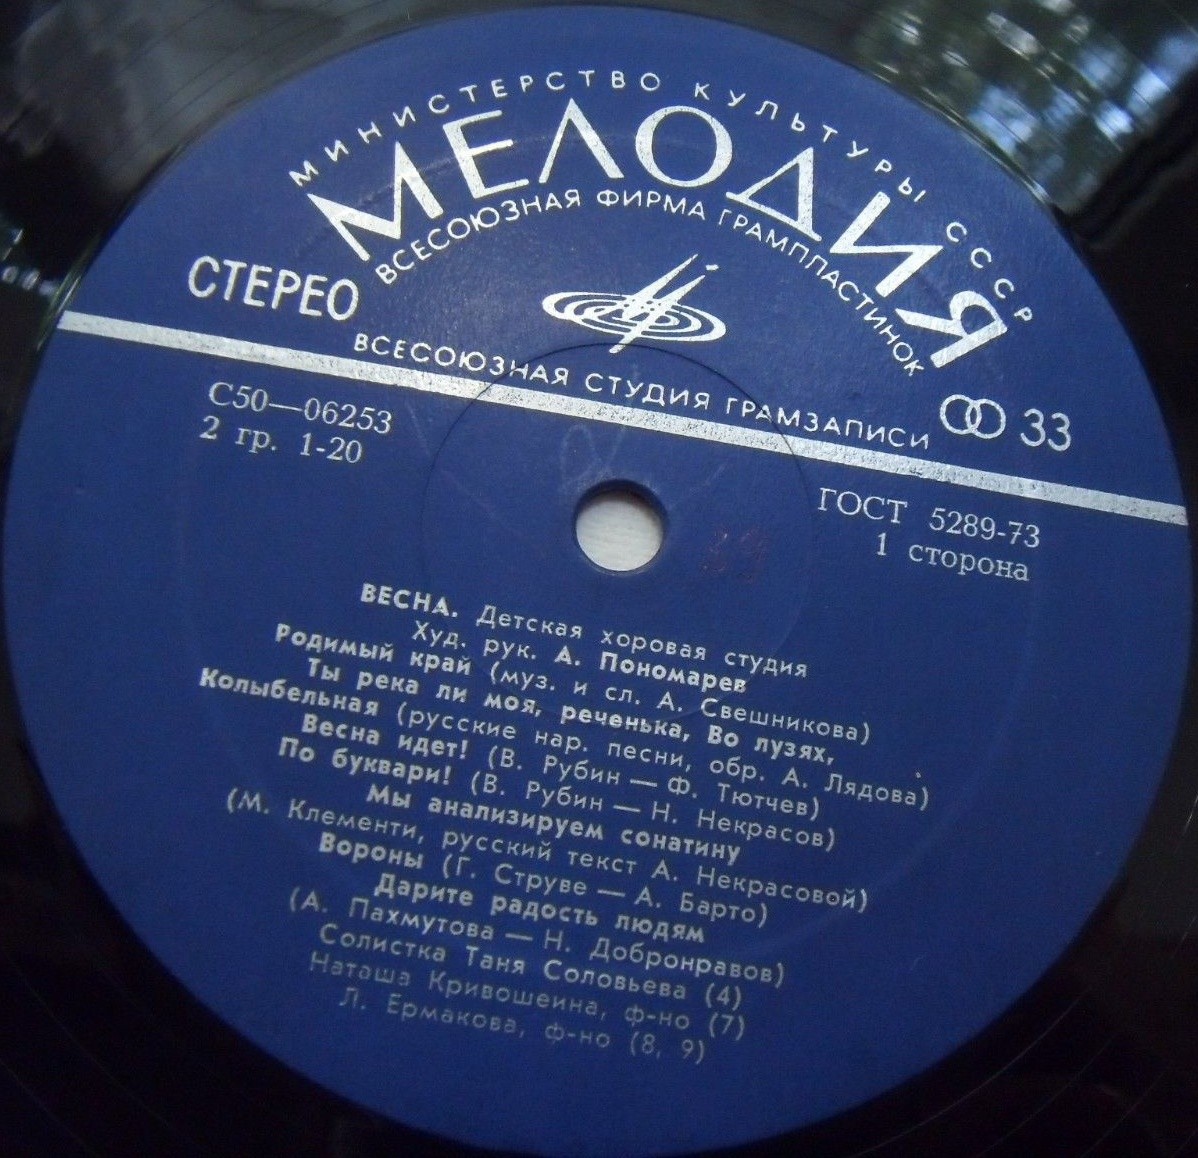 МИНИСТЕРСТВО КУЛЬТУРЫ СССР
МЕЛОДИЯ
ВСЕСОЮЗНАЯ ФИРМА ГРАМПЛАСТИНОК
СТЕРЕО
ВСЕСОЮЗНАЯ СТУДИЯ ГРАМЗАПИСИ
33
С50—06253
2 гр. 1-20
ГОСТ 5289-73
1 сторона
ВЕСНА. Детская хоровая студия
Худ. рук. А. Пономарев
Родимый край (муз. и сл. А. Свешникова)
Ты река ли моя, реченька, Во лузях,
Колыбельная (русские нар. песни, обр. А. Лядова)
Весна идет! (В. Рубин — Ф. Тютчев)
По буквари! (В. Рубин — Н. Некрасов)
Мы анализируем сонатину
(М. Клементи, русский текст А. Некрасовой)
Вороны (Г. Струве — А. Барто)
Дарите радость людям
(А. Пахмутова — Н. Добронравов)
Солистка Таня Соловьева (4)
Наташа Кривошеина, ф-но (7)
Л. Ермакова, ф-но (8, 9)